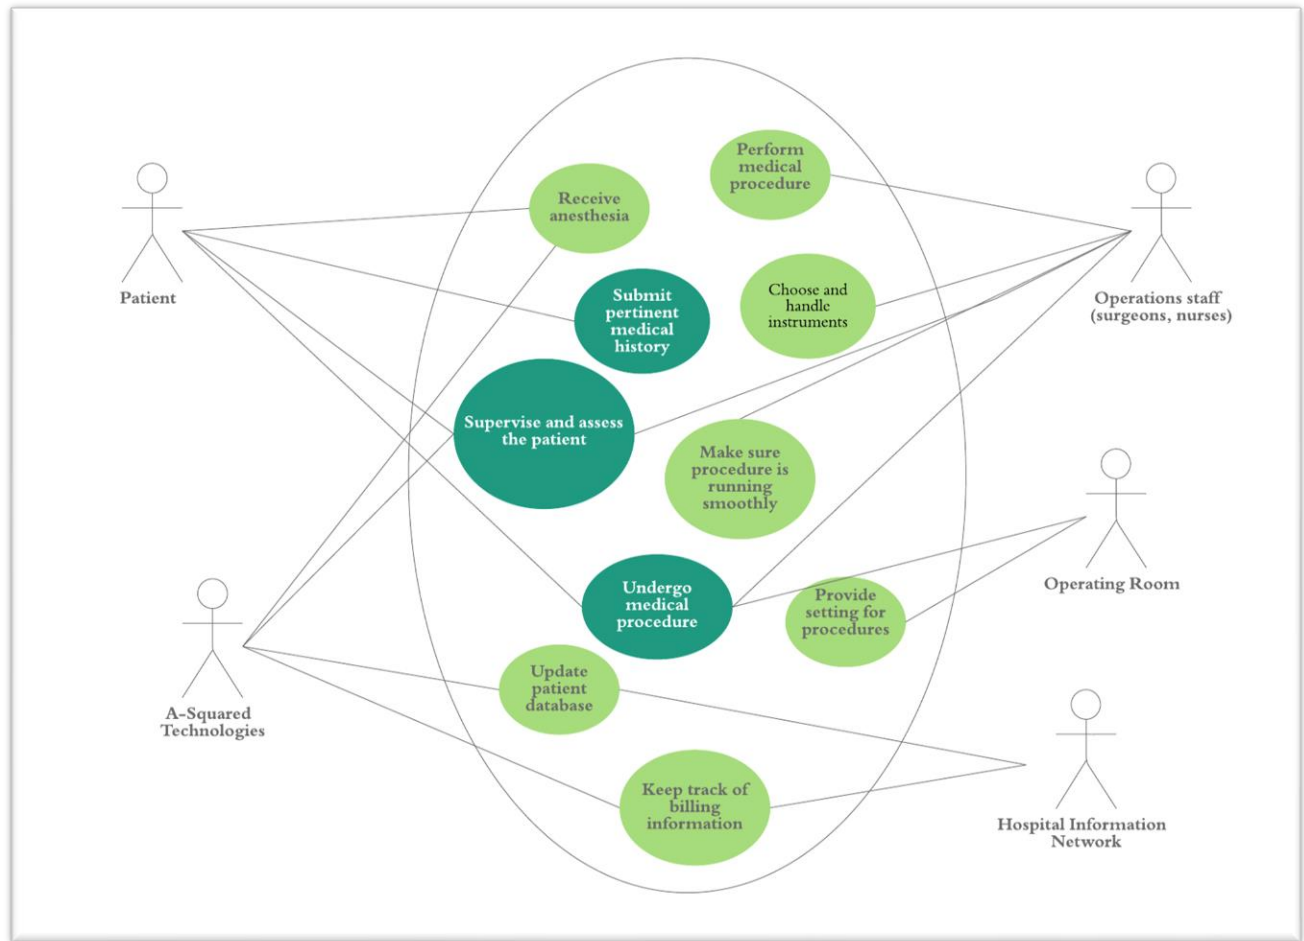 Perform
medical
procedure
Receive
anesthesia
Patient
Submit
pertinent
medical
history
Choose and
handle
instruments
Operations staff
(surgeons, nurses)
Supervise and assess
the patient
Make sure
procedure is
running
smoothly
Undergo
medical
procedure
Provide
setting for
procedures
Operating Room
Update
patient
database
A-Squared
Technologies
Keep track of
billing
information
Hospital Information
Network